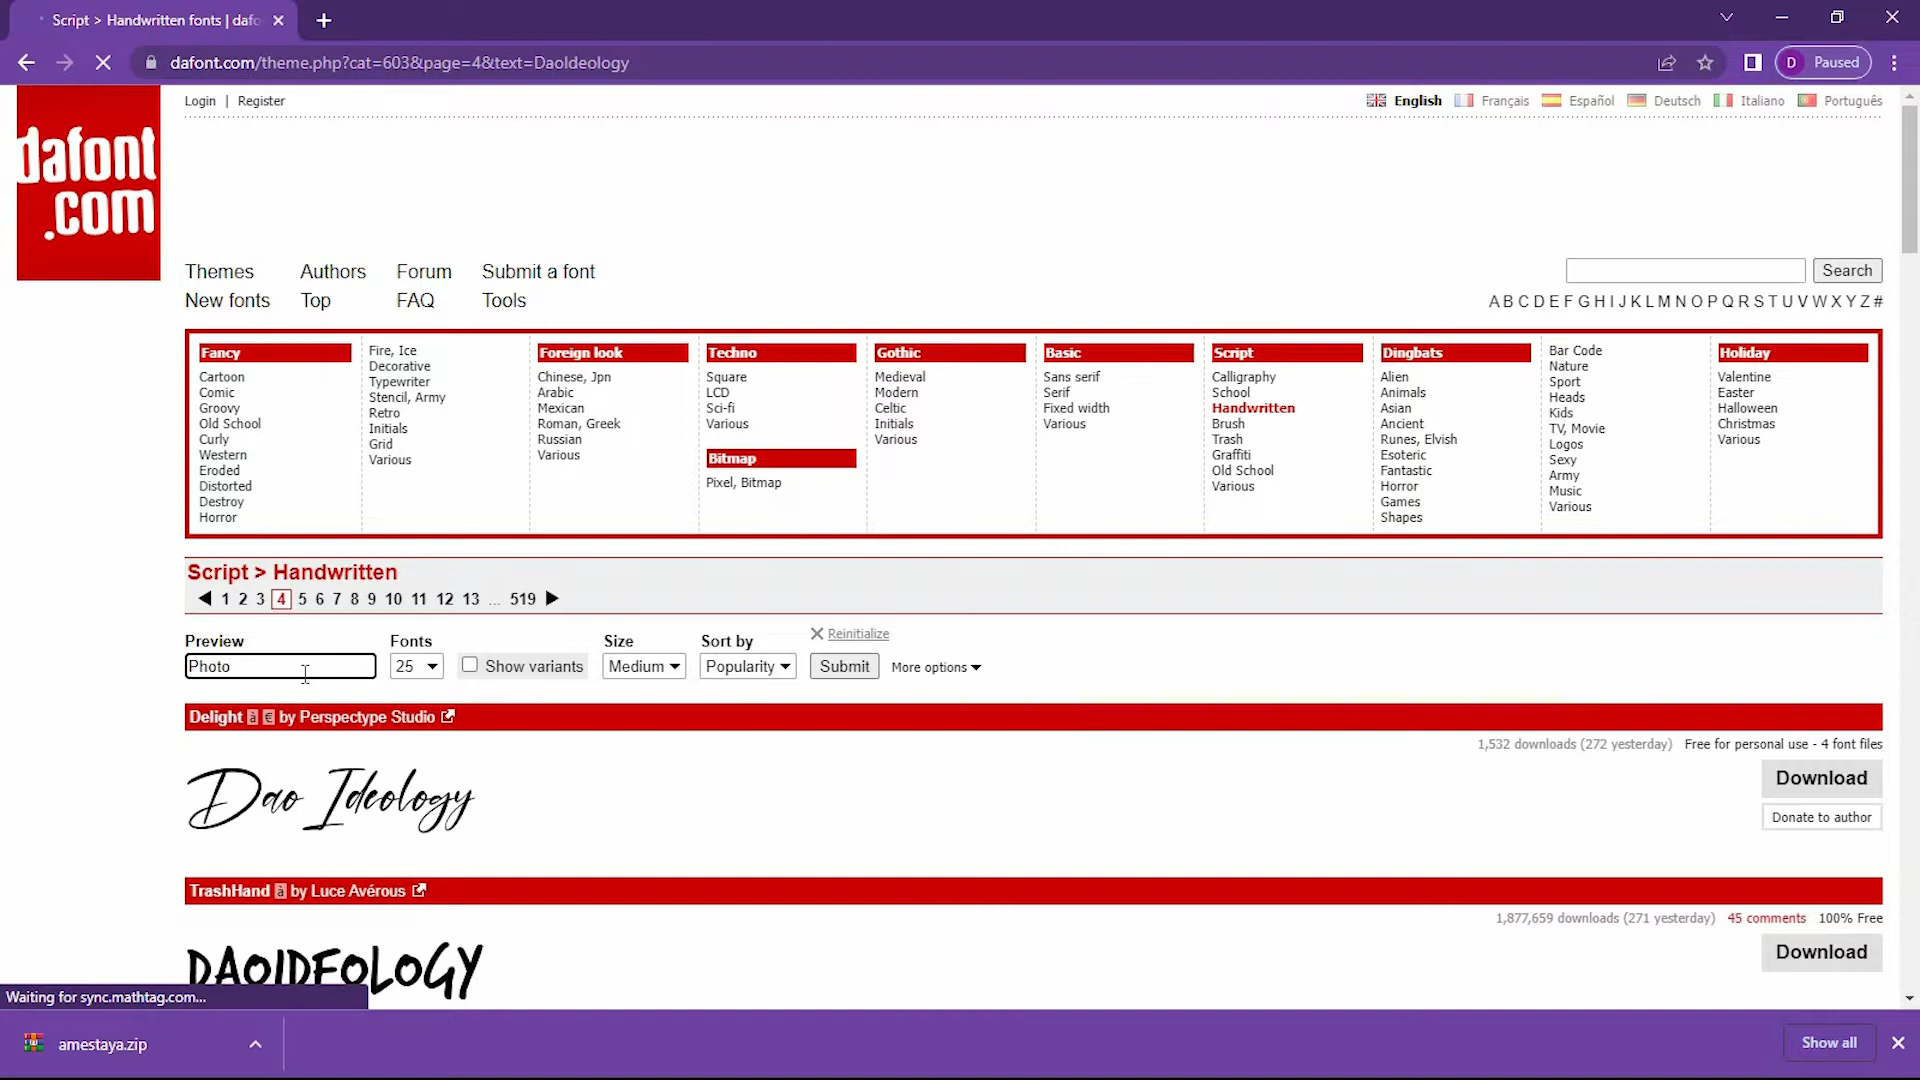 Script > Handwritten fonts | dafo
dafont.com/theme.php?cat=603&page=4&text=DaoIdeology
D Paused
dafont
.com
Login | Register
English Français Español Deutsch Italiano Português
Themes Authors Forum Submit a font
New fonts Top FAQ Tools
Search
A B C D E F G H I J K L M N O P Q R S T U V W X Y Z #
Fancy
Cartoon
Comic
Groovy
Old School
Curly
Western
Eroded
Distorted
Destroy
Horror
Fire, Ice
Decorative
Typewriter
Stencil, Army
Retro
Initials
Grid
Various
Foreign look
Chinese, Jpn
Arabic
Mexican
Roman, Greek
Russian
Various
Techno
Square
LCD
Sci-fi
Various
Bitmap
Pixel, Bitmap
Gothic
Medieval
Modern
Celtic
Initials
Various
Basic
Sans serif
Serif
Fixed width
Various
Script
Calligraphy
School
Handwritten
Brush
Trash
Graffiti
Old School
Various
Dingbats
Alien
Animals
Asian
Ancient
Runes, Elvish
Esoteric
Fantastic
Horror
Games
Shapes
Bar Code
Nature
Sport
Heads
Kids
TV, Movie
Logos
Sexy
Army
Music
Various
Holiday
Valentine
Easter
Halloween
Christmas
Various
Script > Handwritten
1 2 3 4 5 6 7 8 9 10 11 12 13 ... 519
Preview Fonts Size Sort by Reinitialize
Photo 25 Show variants Medium Popularity Submit More options
Delight à € by Perspectype Studio
1,532 downloads (272 yesterday) Free for personal use - 4 font files
Dao Ideology
Download
Donate to author
TrashHand à by Luce Avérous
1,877,659 downloads (271 yesterday) 45 comments 100% Free
DAOIDEOLOGY
Download
Waiting for sync.mathtag.com...
amestaya.zip
Show all